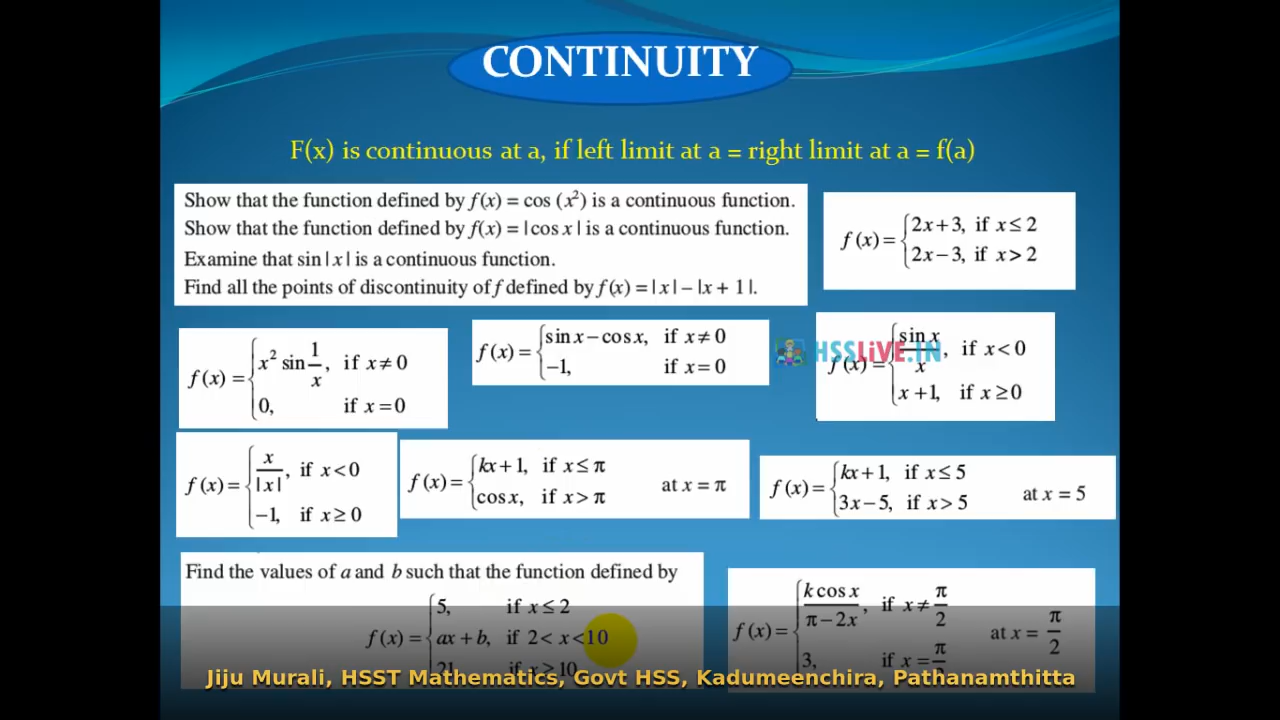 CONTINUITY
F(x) is continuous at a, if left limit at a = right limit at a = f(a)
Show that the function defined by f(x) = cos (x²) is a continuous function.
Show that the function defined by f(x) = |cos x| is a continuous function.
Examine that sin|x| is a continuous function.
Find all the points of discontinuity of f defined by f(x) = |x| – |x + 1|.
f(x) = { 2x+3, if x ≤ 2
2x−3, if x > 2
f(x) = { x² sin 1/x, if x ≠ 0
0, if x = 0
f(x) = { sin x − cos x, if x ≠ 0
−1, if x = 0
HSSLiVE.IN
f(x) = { sin x / x, if x < 0
x + 1, if x ≥ 0
f(x) = { x/|x|, if x < 0
−1, if x ≥ 0
f(x) = { kx + 1, if x ≤ π
cos x, if x > π
at x = π
f(x) = { kx + 1, if x ≤ 5
3x − 5, if x > 5
at x = 5
Find the values of a and b such that the function defined by
f(x) = { 5, if x ≤ 2
ax + b, if 2 < x < 10
21, if x ≥ 10
f(x) = { k cos x / π − 2x, if x ≠ π/2
3, if x = π
at x = π/2
Jiju Murali, HSST Mathematics, Govt HSS, Kadumeenchira, Pathanamthitta